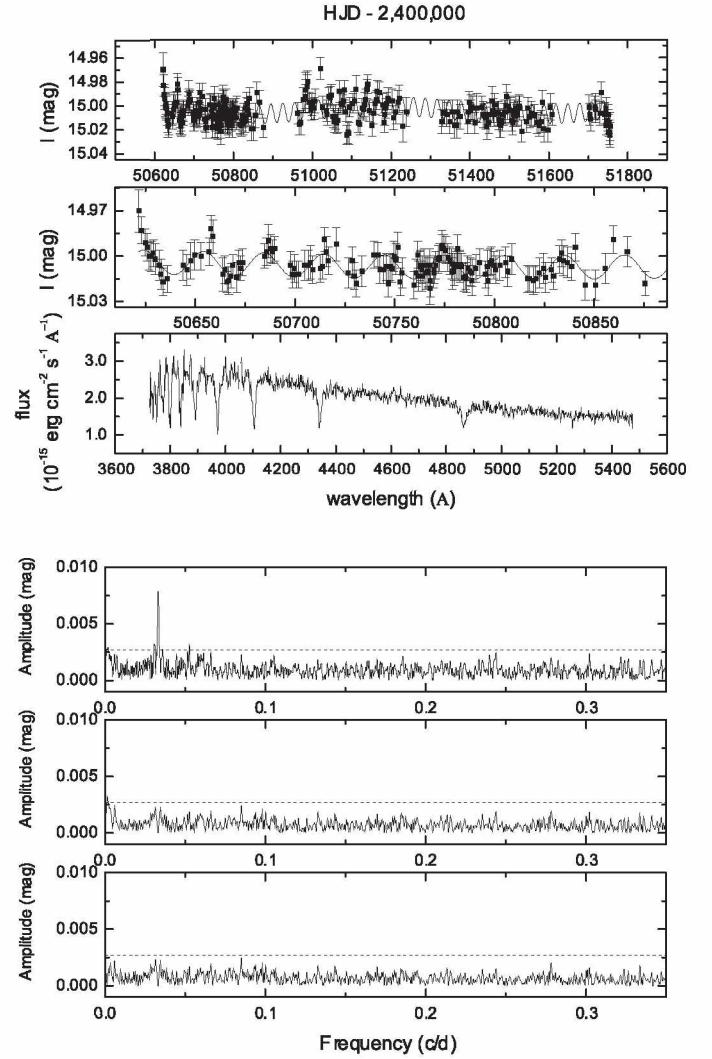 HJD - 2,400,000
I (mag)
14.96
14.98
15.00
15.02
15.04
50600 50800 51000 51200 51400 51600 51800
I (mag)
14.97
15.00
15.03
50650 50700 50750 50800 50850
flux
(10⁻¹⁵ erg cm⁻² s⁻¹ A⁻¹)
3.0
2.0
1.0
3600 3800 4000 4200 4400 4600 4800 5000 5200 5400 5600
wavelength (A)
Amplitude (mag)
0.010
0.005
0.000
0.0 0.1 0.2 0.3
Amplitude (mag)
0.010
0.005
0.000
0.0 0.1 0.2 0.3
Amplitude (mag)
0.010
0.005
0.000
0.0 0.1 0.2 0.3
Frequency (c/d)